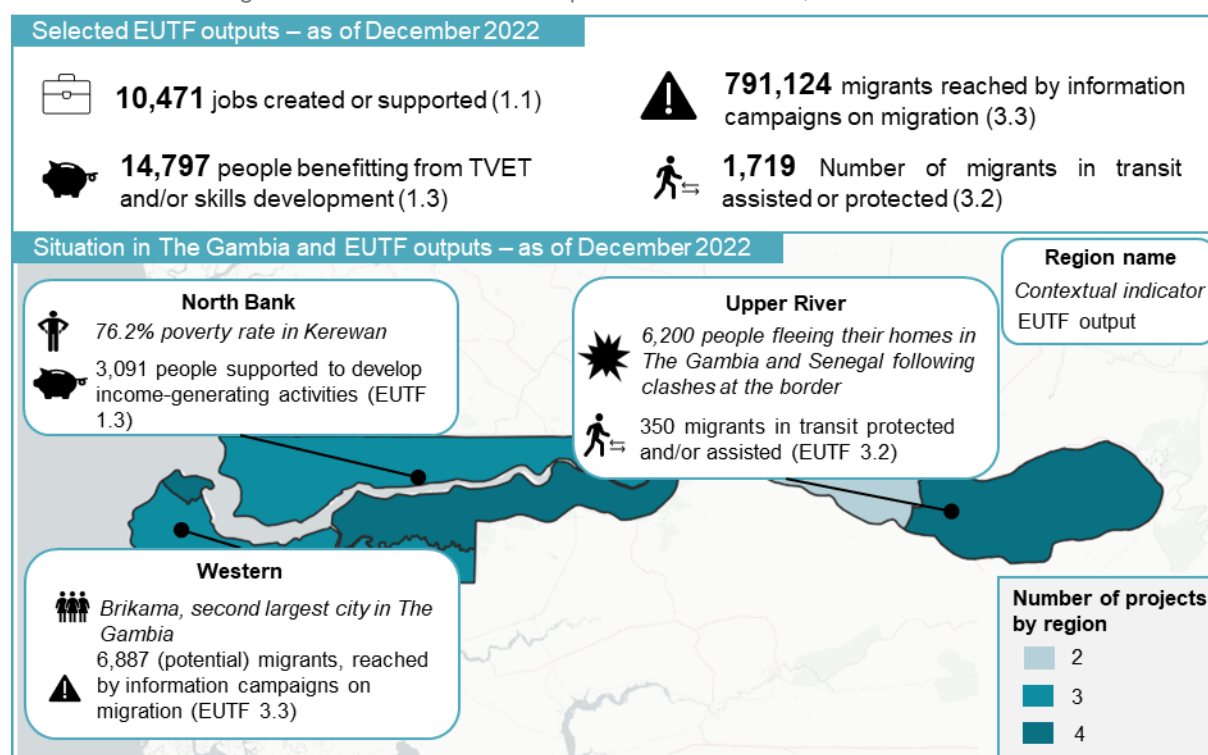 Selected EUTF outputs – as of December 2022
10,471 jobs created or supported (1.1)
791,124 migrants reached by information
campaigns on migration (3.3)
14,797 people benefitting from TVET
and/or skills development (1.3)
1,719 Number of migrants in transit
assisted or protected (3.2)
Situation in The Gambia and EUTF outputs – as of December 2022
Region name
Contextual indicator
EUTF output
North Bank
76.2% poverty rate in Kerewan
3,091 people supported to develop
income-generating activities (EUTF
1.3)
Upper River
6,200 people fleeing their homes in
The Gambia and Senegal following
clashes at the border
350 migrants in transit protected
and/or assisted (EUTF 3.2)
Western
Brikama, second largest city in The
Gambia
6,887 (potential) migrants, reached
by information campaigns on
migration (EUTF 3.3)
Number of projects
by region
2
3
4